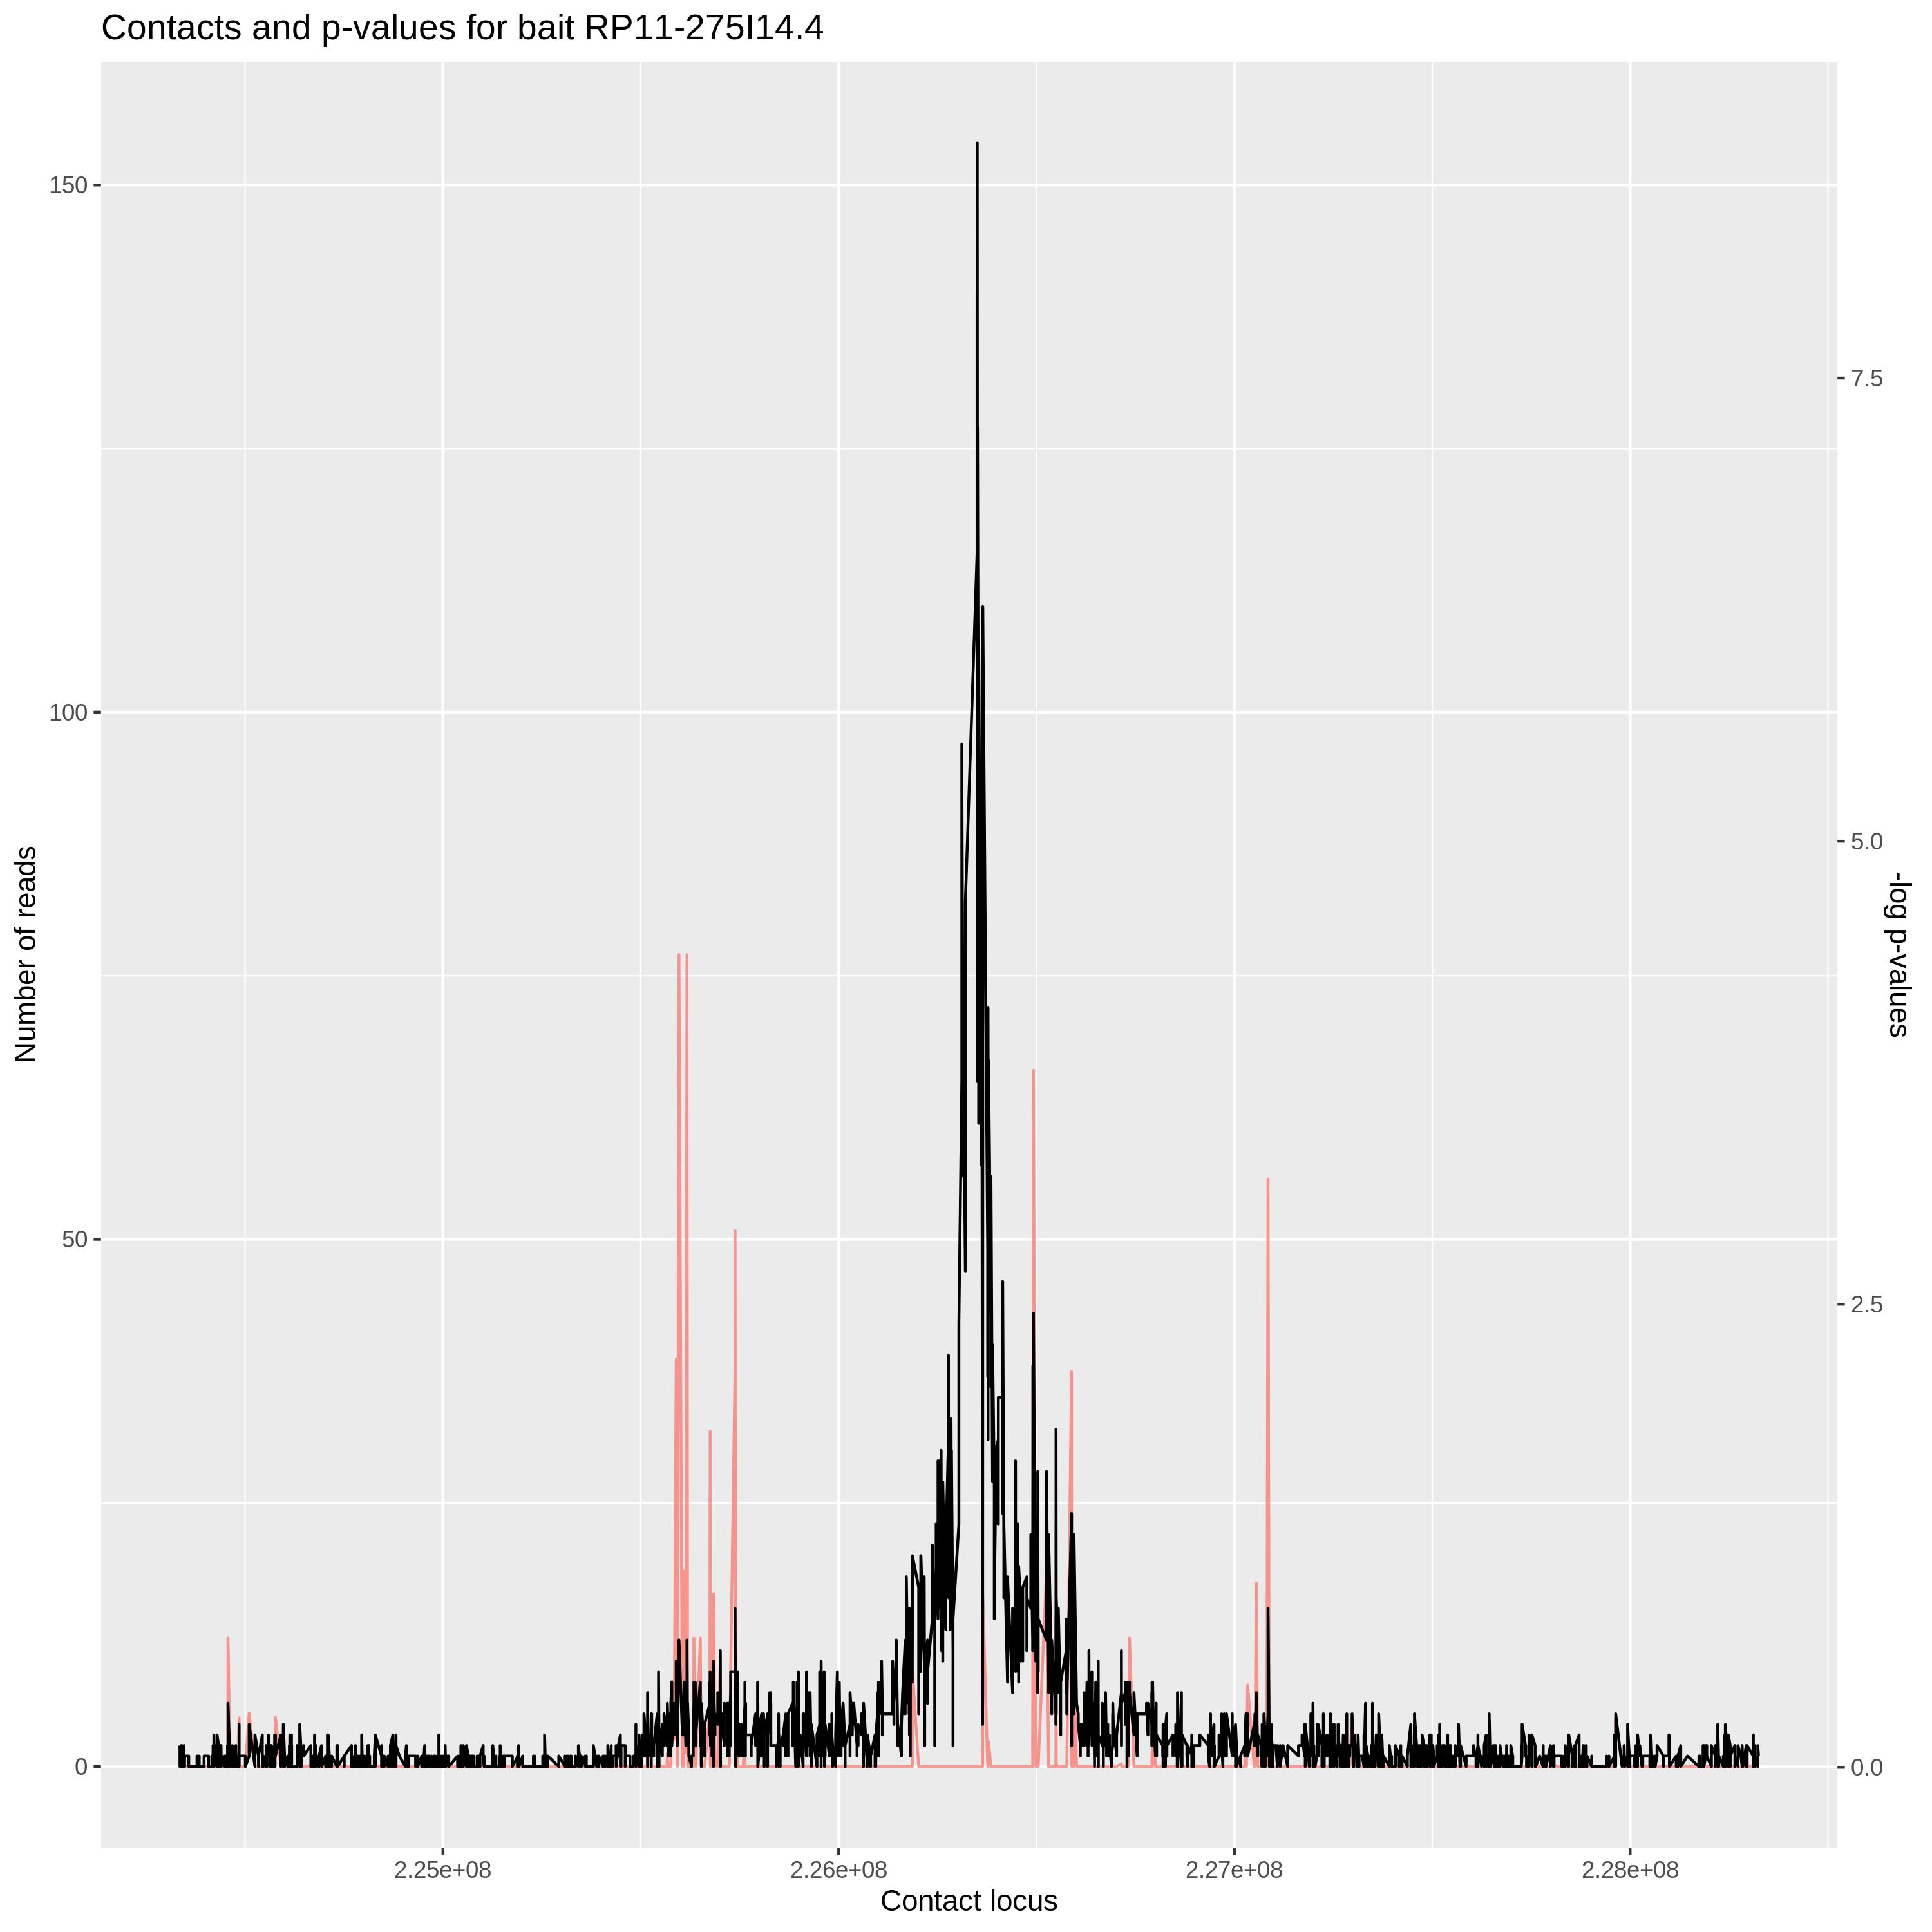 Contacts and p-values for bait RP11-275I14.4
150
100
50
0
Number of reads
7.5
5.0
2.5
0.0
-log p-values
2.25e+08
2.26e+08
2.27e+08
2.28e+08
Contact locus